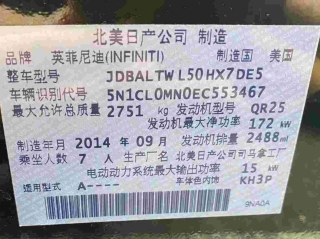 北美日产公司 制造
品牌 英菲尼迪(INFINITI) 制造国 美国
整车型号 JDBALTWL50HX7DE5
车辆识别代号 5N1CL0MN0EC553467
最大允许总质量 2751 kg 发动机型号 QR25
发动机最大净功率 172 kW
制造年月 2014 年 09 月 发动机排量 2488 ml
乘坐人数 7 人 生产厂名 北美日产公司司马拿工厂
电动动力系统最大输出功率 15 kW
适用型式 A---- 车体色内饰 KH3P
9NA0A